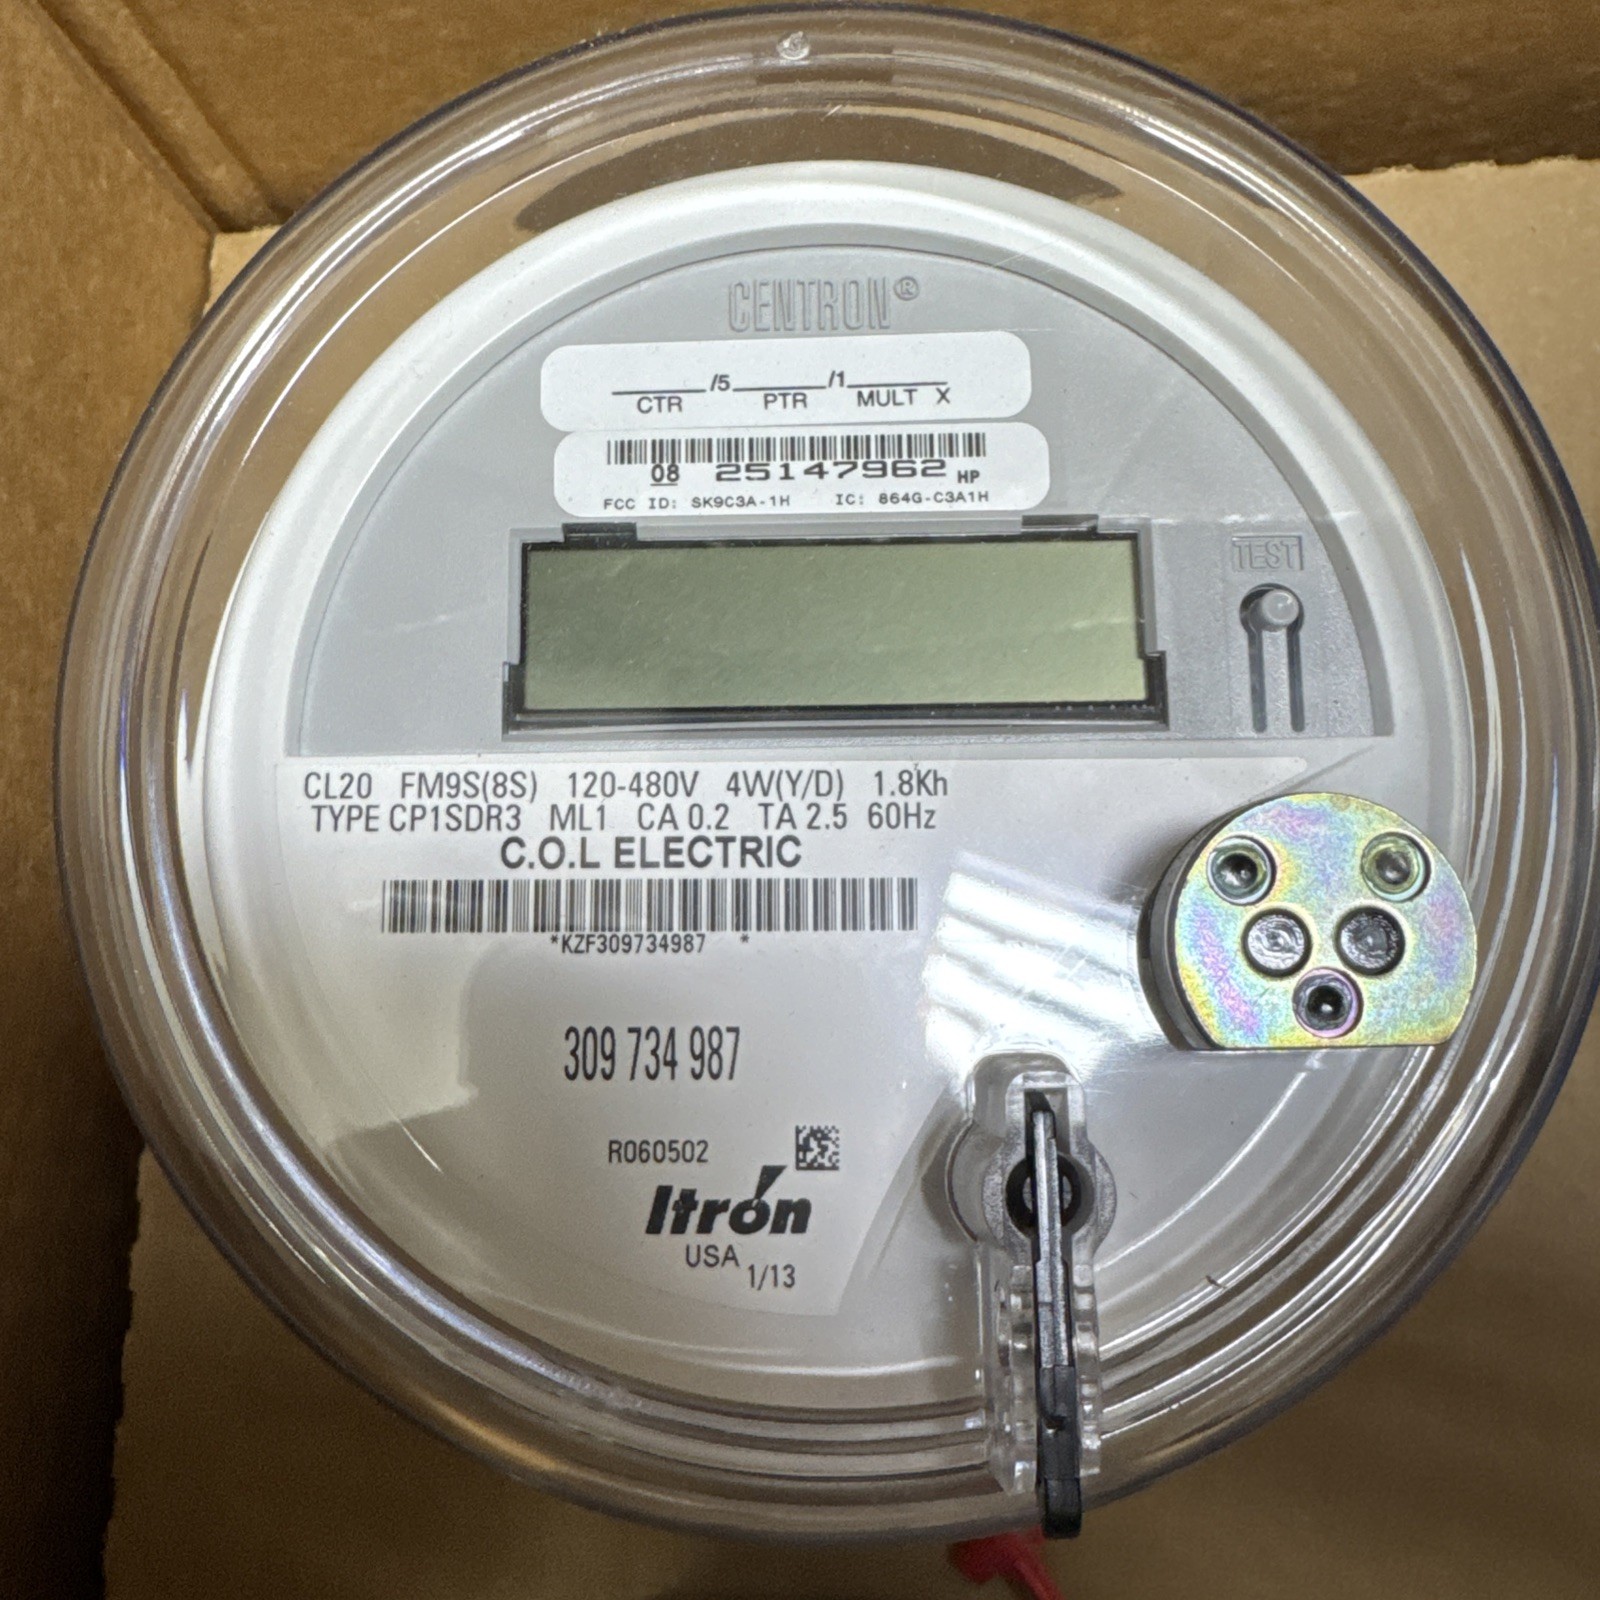 CENTRON®
/5 /1
CTR PTR MULT X
08 25147962 HP
FCC ID: SK9C3A-1H IC: 864G-C3A1H
TEST
CL20 FM9S(8S) 120-480V 4W(Y/D) 1.8Kh
TYPE CP1SDR3 ML1 CA 0.2 TA 2.5 60Hz
C.O.L ELECTRIC
*KZF309734987 *
309 734 987
R060502
Itron
USA 1/13